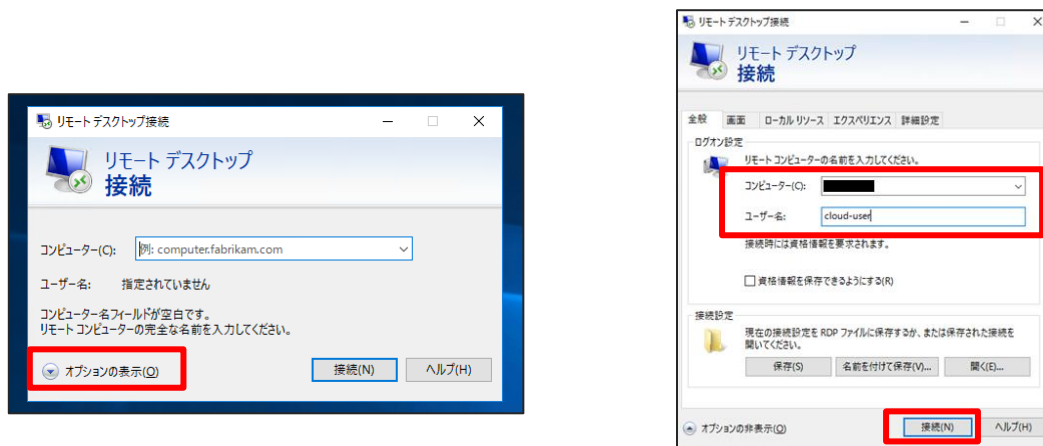 リモート デスクトップ接続
リモート デスクトップ
接続
コンピューター(C):
例: computer.fabrikam.com
ユーザー名:
指定されていません
コンピューター名フィールドが空白です。
リモート コンピューターの完全な名前を入力してください。
オプションの表示(O)
接続(N)
ヘルプ(H)
リモート デスクトップ接続
リモート デスクトップ
接続
全般 画面 ローカル リソース エクスペリエンス 詳細設定
ログオン設定
リモート コンピューターの名前を入力してください。
コンピューター(C):
ユーザー名:
cloud-user
接続時には資格情報を要求されます。
資格情報を保存できるようにする(R)
接続設定
現在の接続設定を RDP ファイルに保存するか、または保存された接続を
開いてください。
保存(S)
名前を付けて保存(V)...
開く(E)...
オプションの非表示(O)
接続(N)
ヘルプ(H)